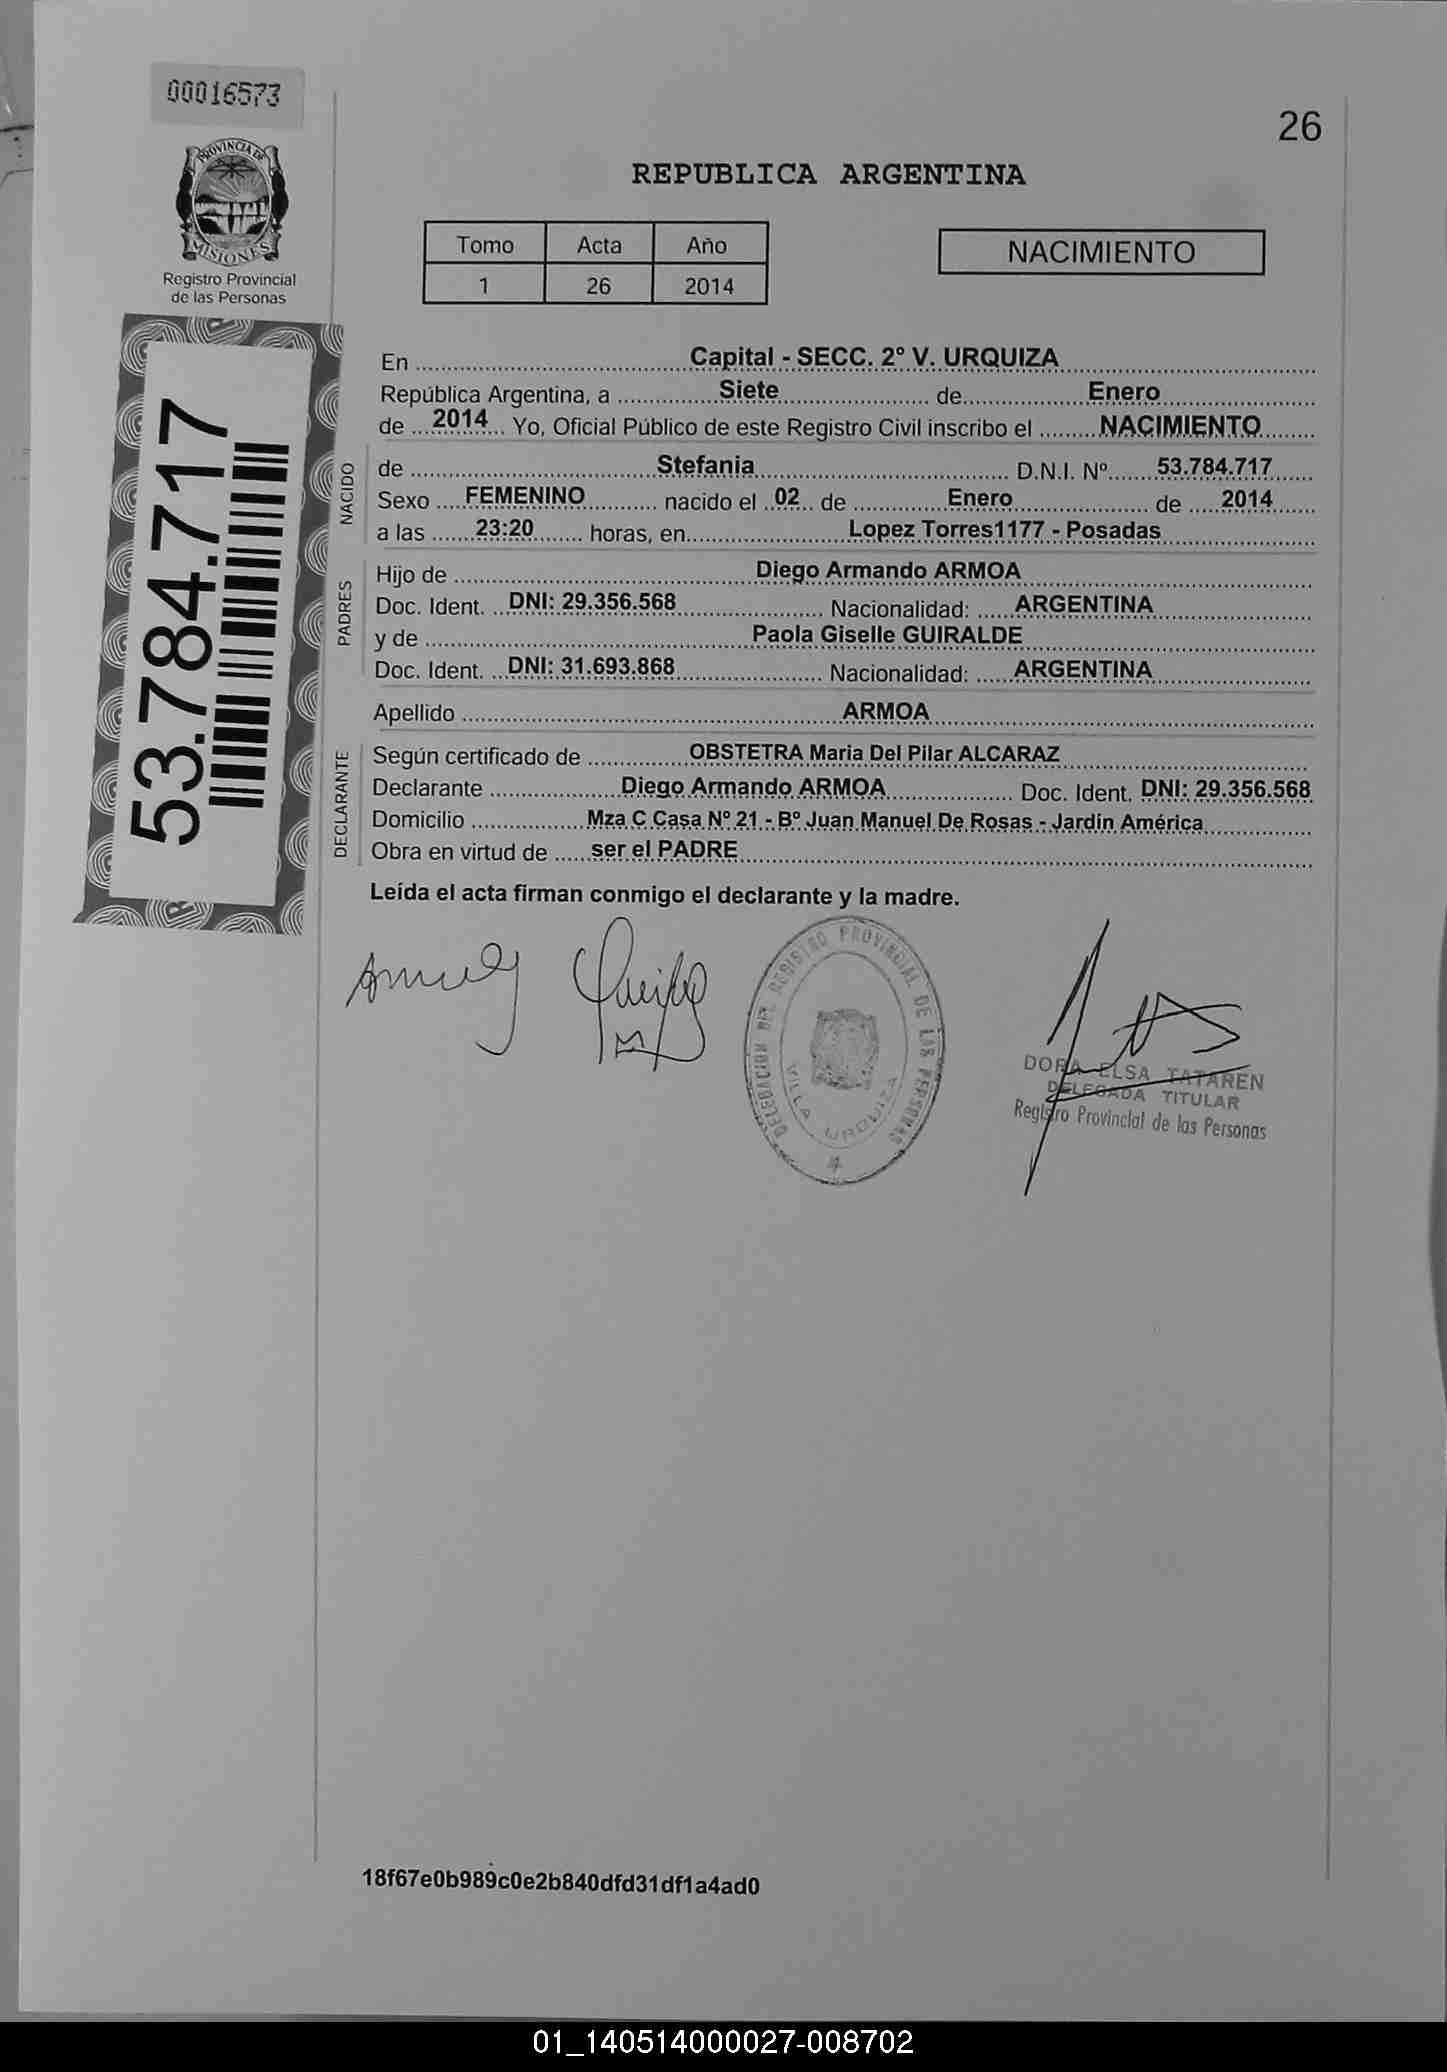 00016573
26
PROVINCIA DE
MISIONES
Registro Provincial
de las Personas
REPUBLICA ARGENTINA
Tomo Acta Año
1 26 2014
NACIMIENTO
53.784.717
En Capital - SECC. 2º V. URQUIZA
República Argentina, a Siete de Enero
de 2014 Yo, Oficial Público de este Registro Civil inscribo el NACIMIENTO
NACIDO
de Stefania D.N.I. Nº 53.784.717
Sexo FEMENINO nacido el 02 de Enero de 2014
a las 23:20 horas, en Lopez Torres1177 - Posadas
PADRES
Hijo de Diego Armando ARMOA
Doc. Ident. DNI: 29.356.568 Nacionalidad: ARGENTINA
y de Paola Giselle GUIRALDE
Doc. Ident. DNI: 31.693.868 Nacionalidad: ARGENTINA
Apellido ARMOA
DECLARANTE
Según certificado de OBSTETRA Maria Del Pilar ALCARAZ
Declarante Diego Armando ARMOA Doc. Ident. DNI: 29.356.568
Domicilio Mza C Casa Nº 21 - Bº Juan Manuel De Rosas - Jardin América
Obra en virtud de ser el PADRE
Leída el acta firman conmigo el declarante y la madre.
DELEGACION DEL REGISTRO PROVINCIAL DE LAS PERSONAS
VILLA URQUIZA
DORA ELSA TATAREN
DELEGADA TITULAR
Registro Provincial de las Personas
18f67e0b989c0e2b840dfd31df1a4ad0
01_140514000027-008702